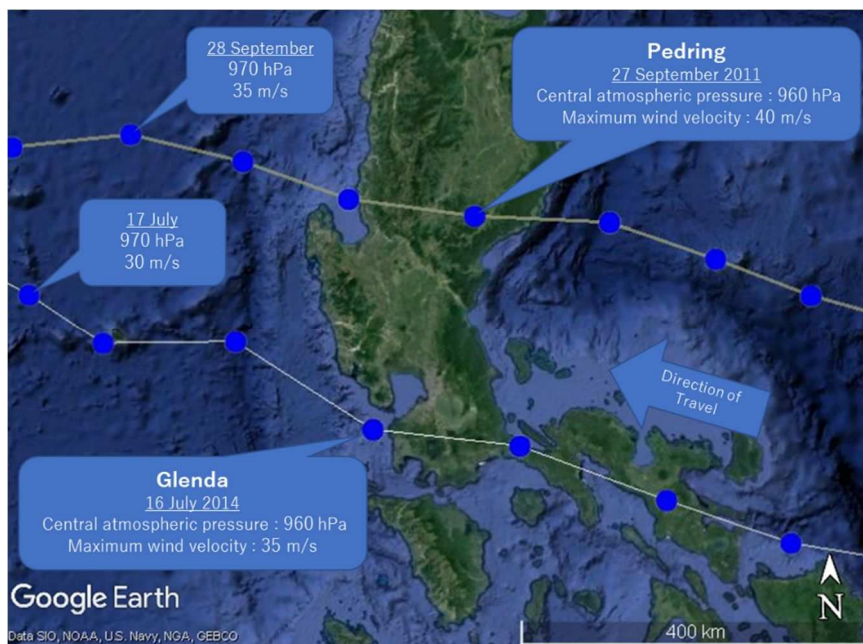 28 September
970 hPa
35 m/s
Pedring
27 September 2011
Central atmospheric pressure : 960 hPa
Maximum wind velocity : 40 m/s
17 July
970 hPa
30 m/s
Direction of
Travel
Glenda
16 July 2014
Central atmospheric pressure : 960 hPa
Maximum wind velocity : 35 m/s
Google Earth
Data SIO, NOAA, U.S. Navy, NGA, GEBCO
400 km
N